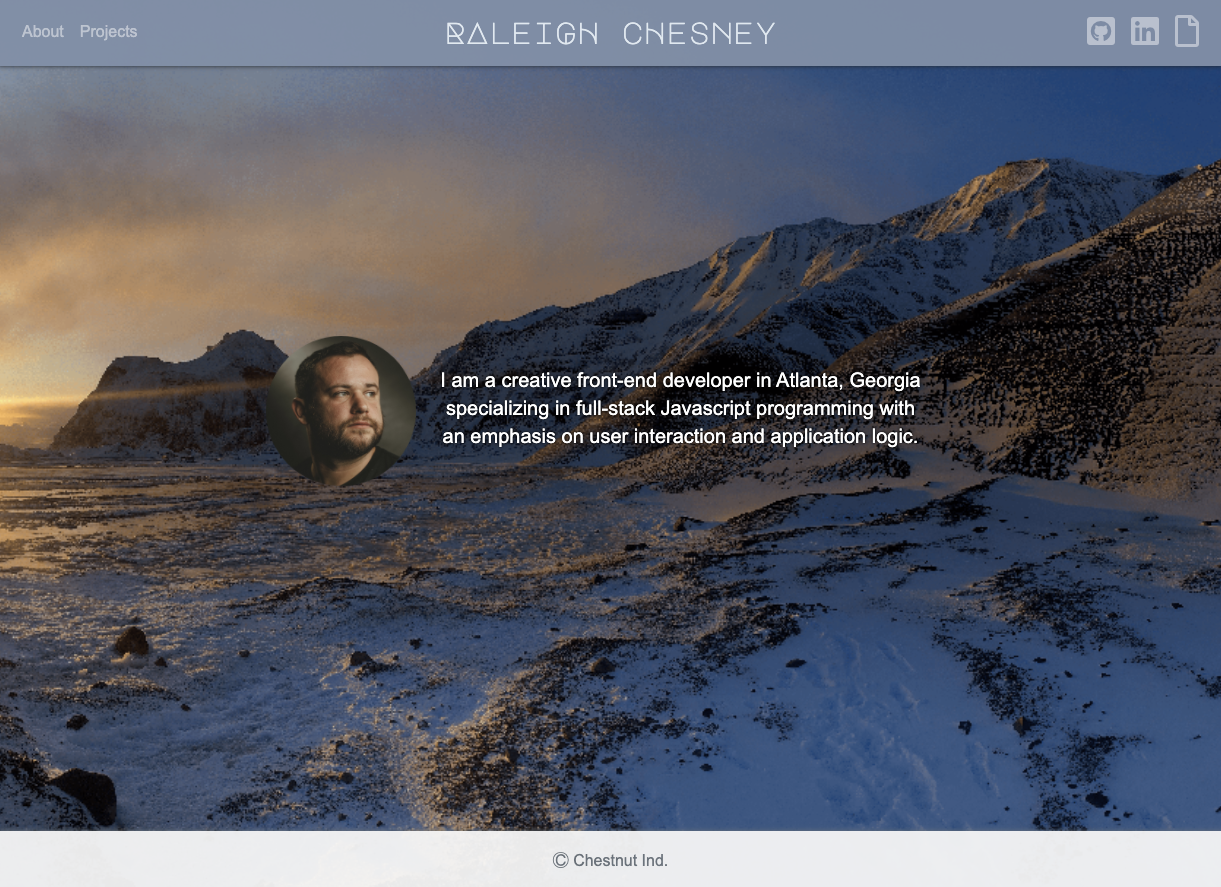 About Projects RALEIGH CHESNEY in
I am a creative front-end developer in Atlanta, Georgia
specializing in full-stack Javascript programming with
an emphasis on user interaction and application logic.
© Chestnut Ind.